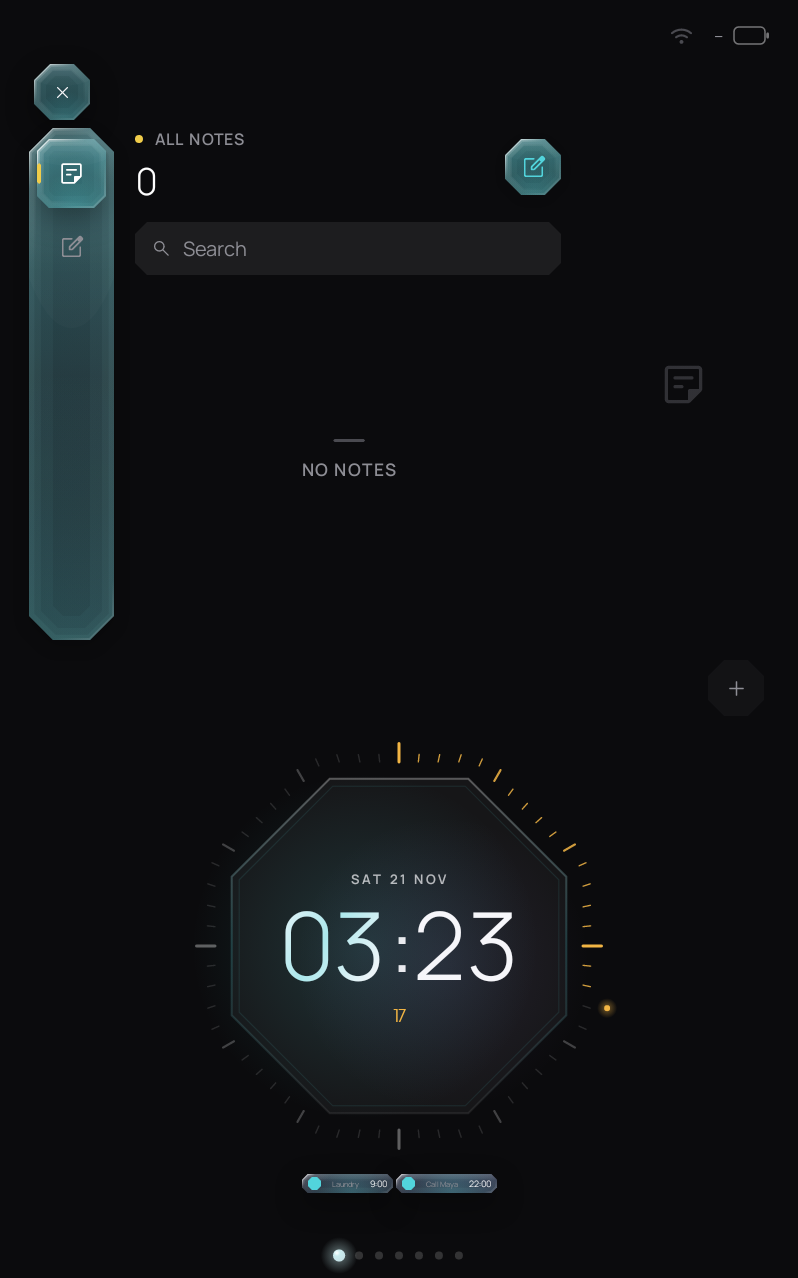 –
ALL NOTES
0
Search
NO NOTES
SAT 21 NOV
03:23
17
Laundry 9:00
Call Maya 22:00